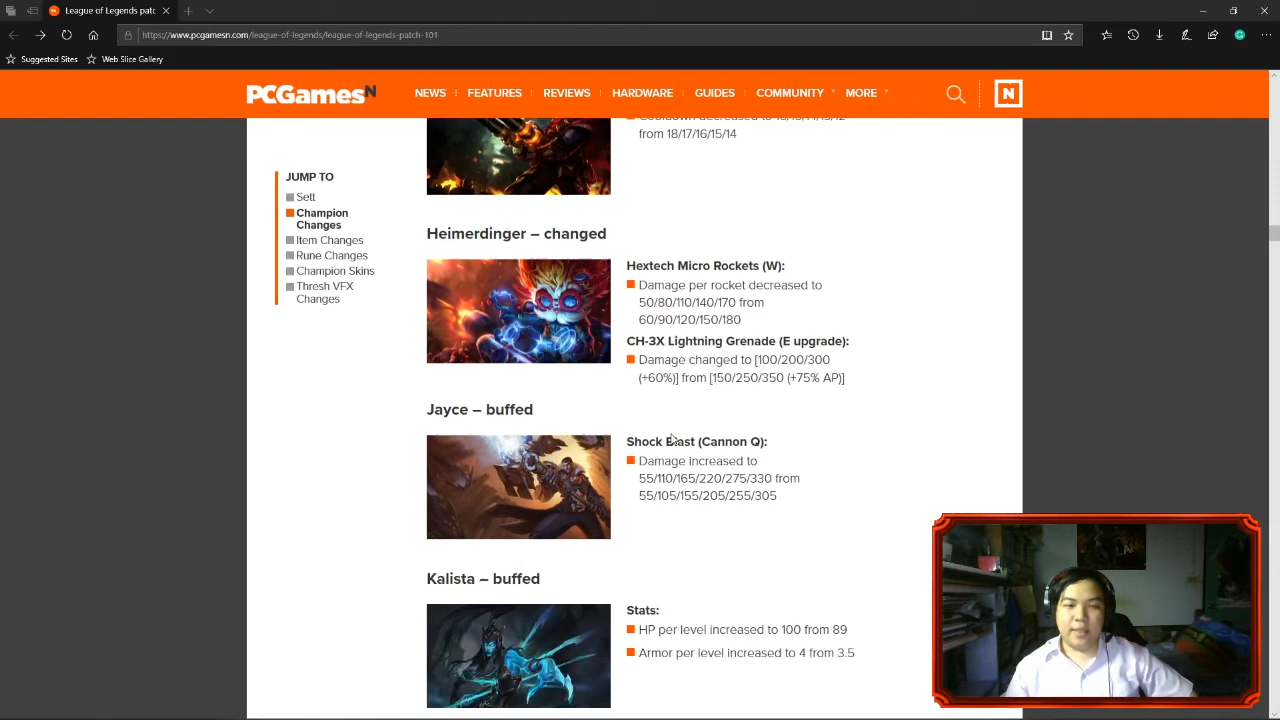 League of Legends patc
https://www.pcgamesn.com/league-of-legends/league-of-legends-patch-101
Suggested Sites
Web Slice Gallery
PCGamesN
NEWS
FEATURES
REVIEWS
HARDWARE
GUIDES
COMMUNITY
MORE
N
from 18/17/16/15/14
JUMP TO
Sett
Champion
Changes
Item Changes
Rune Changes
Champion Skins
Thresh VFX
Changes
Heimerdinger – changed
Hextech Micro Rockets (W):
Damage per rocket decreased to
50/80/110/140/170 from
60/90/120/150/180
CH-3X Lightning Grenade (E upgrade):
Damage changed to [100/200/300
(+60%)] from [150/250/350 (+75% AP)]
Jayce – buffed
Shock Blast (Cannon Q):
Damage increased to
55/110/165/220/275/330 from
55/105/155/205/255/305
Kalista – buffed
Stats:
HP per level increased to 100 from 89
Armor per level increased to 4 from 3.5